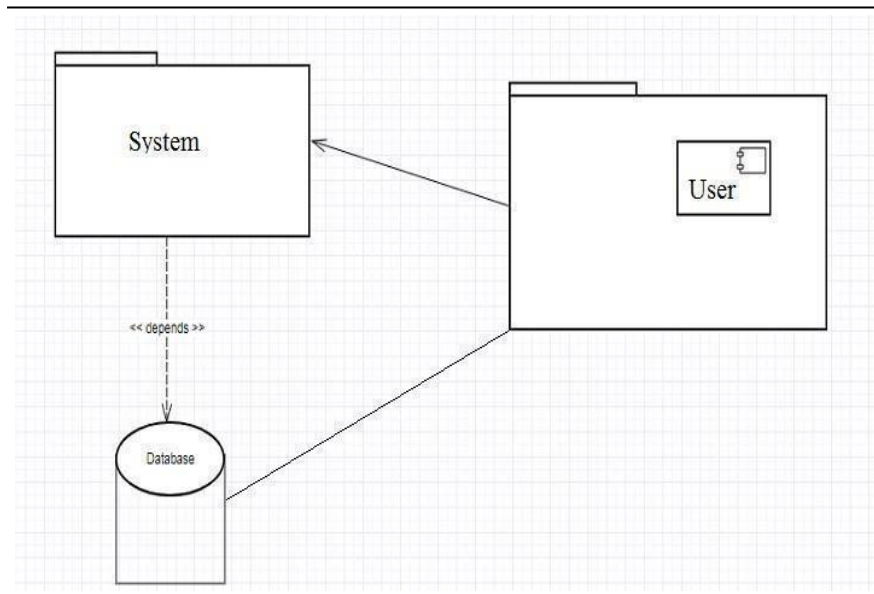 System
User
<< depends >>
Database